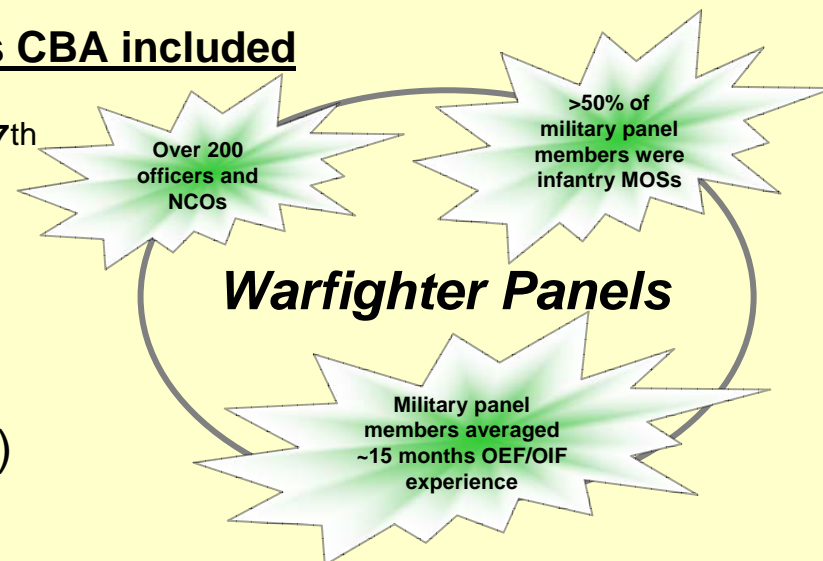 s CBA included
7th
Over 200
officers and
NCOs
>50% of
military panel
members were
infantry MOSs
Warfighter Panels
Military panel
members averaged
~15 months OEF/OIF
experience
)